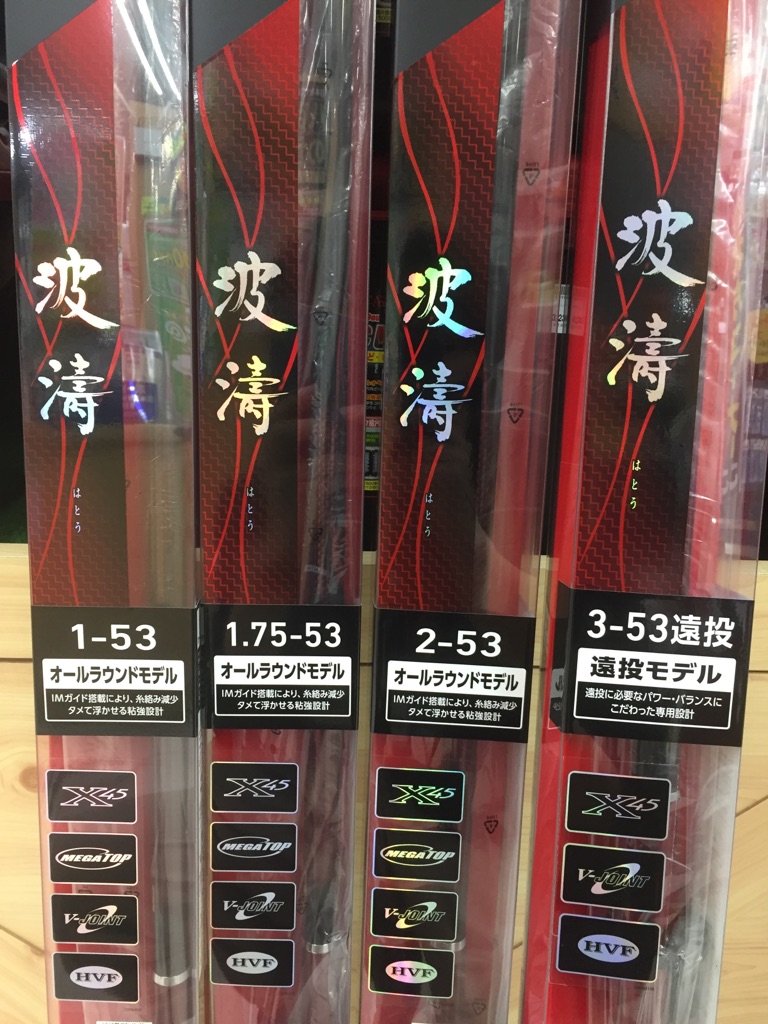 波濤
はとう
1-53
オールラウンドモデル
IMガイド搭載により、糸絡み減少
タメて浮かせる粘強設計
X45
MEGATOP
V-JOINT
HVF
波濤
はとう
1.75-53
オールラウンドモデル
IMガイド搭載により、糸絡み減少
タメて浮かせる粘強設計
X45
MEGATOP
V-JOINT
HVF
波濤
はとう
2-53
オールラウンドモデル
IMガイド搭載により、糸絡み減少
タメて浮かせる粘強設計
X45
MEGATOP
V-JOINT
HVF
波濤
はとう
3-53遠投
遠投モデル
遠投に必要なパワー・バランスに
こだわった専用設計
X45
V-JOINT
HVF